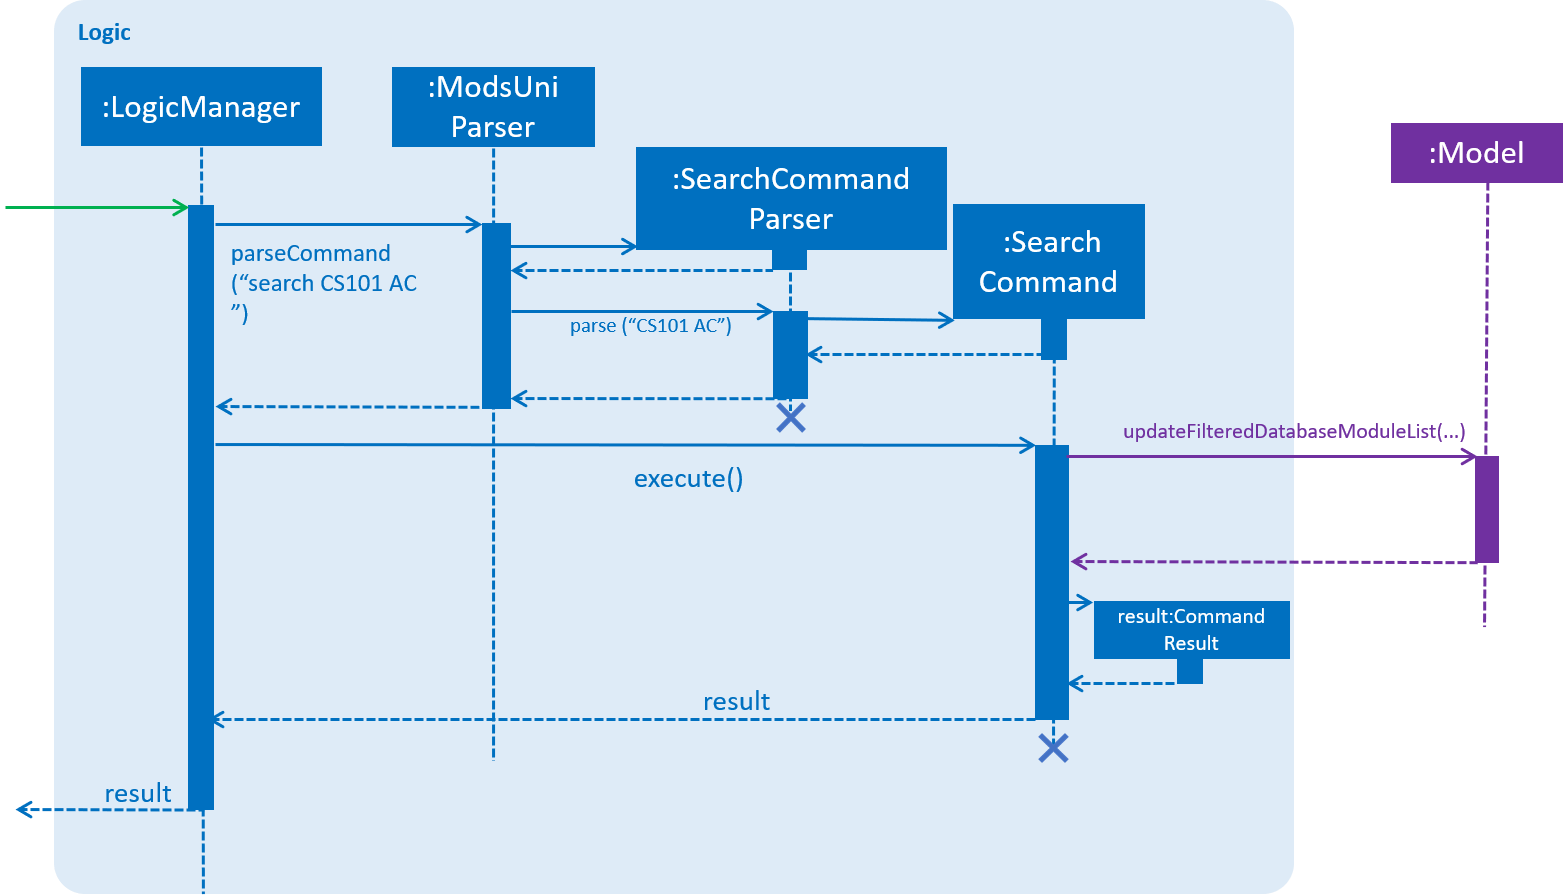 Logic
:LogicManager
:ModsUni
Parser
:SearchCommand
Parser
:Search
Command
:Model
parseCommand
(“search CS101 AC
”)
parse (“CS101 AC”)
execute()
updateFilteredDatabaseModuleList(...)
result:Command
Result
result
result